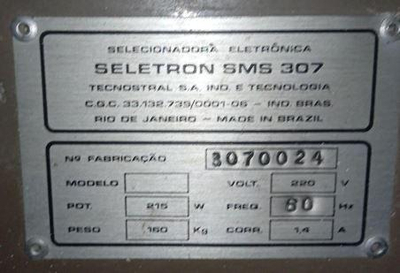 SELECIONADORA ELETRÔNICA
SELETRON SMS 307
TECNOSTRAL S.A. IND. E TECNOLOGIA
C.G.C. 33.132.739/0001-06 - IND. BRAS.
RIO DE JANEIRO - MADE IN BRAZIL
Nº FABRICAÇÃO 3070024
MODELO VOLT. 220 V
POT. 215 W FREQ. 60 Hz
PESO 160 Kg CORR. 1,4 A